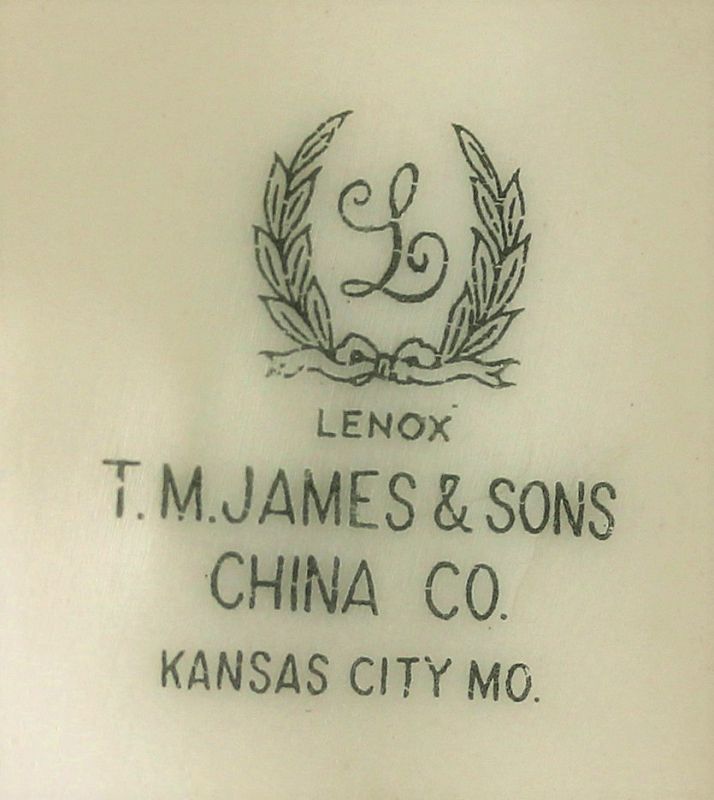 L
LENOX
T. M. JAMES & SONS
CHINA CO.
KANSAS CITY MO.